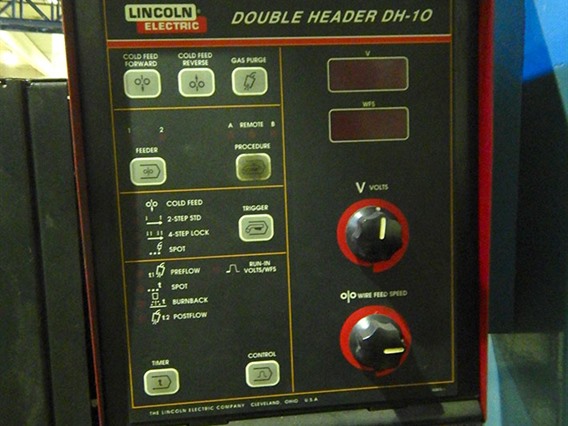 LINCOLN ELECTRIC
DOUBLE HEADER DH-10
COLD FEED FORWARD
COLD FEED REVERSE
GAS PURGE
V
WFS
1 2
A REMOTE B
FEEDER
PROCEDURE
COLD FEED
2-STEP STD
4-STEP LOCK
SPOT
TRIGGER
V VOLTS
t1 PREFLOW
SPOT
t BURNBACK
t2 POSTFLOW
RUN-IN VOLTS/WFS
WIRE FEED SPEED
TIMER
t
CONTROL
THE LINCOLN ELECTRIC COMPANY CLEVELAND, OHIO U.S.A.